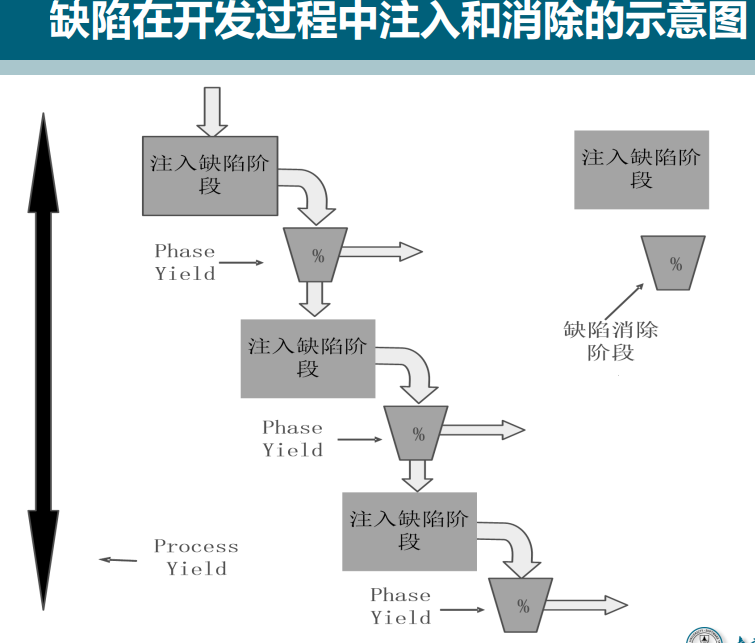 缺陷在开发过程中注入和消除的示意图
注入缺陷阶
段
%
Phase
Yield
注入缺陷阶
段
%
Phase
Yield
注入缺陷阶
段
%
Phase
Yield
Process
Yield
注入缺陷阶
段
%
缺陷消除
阶段